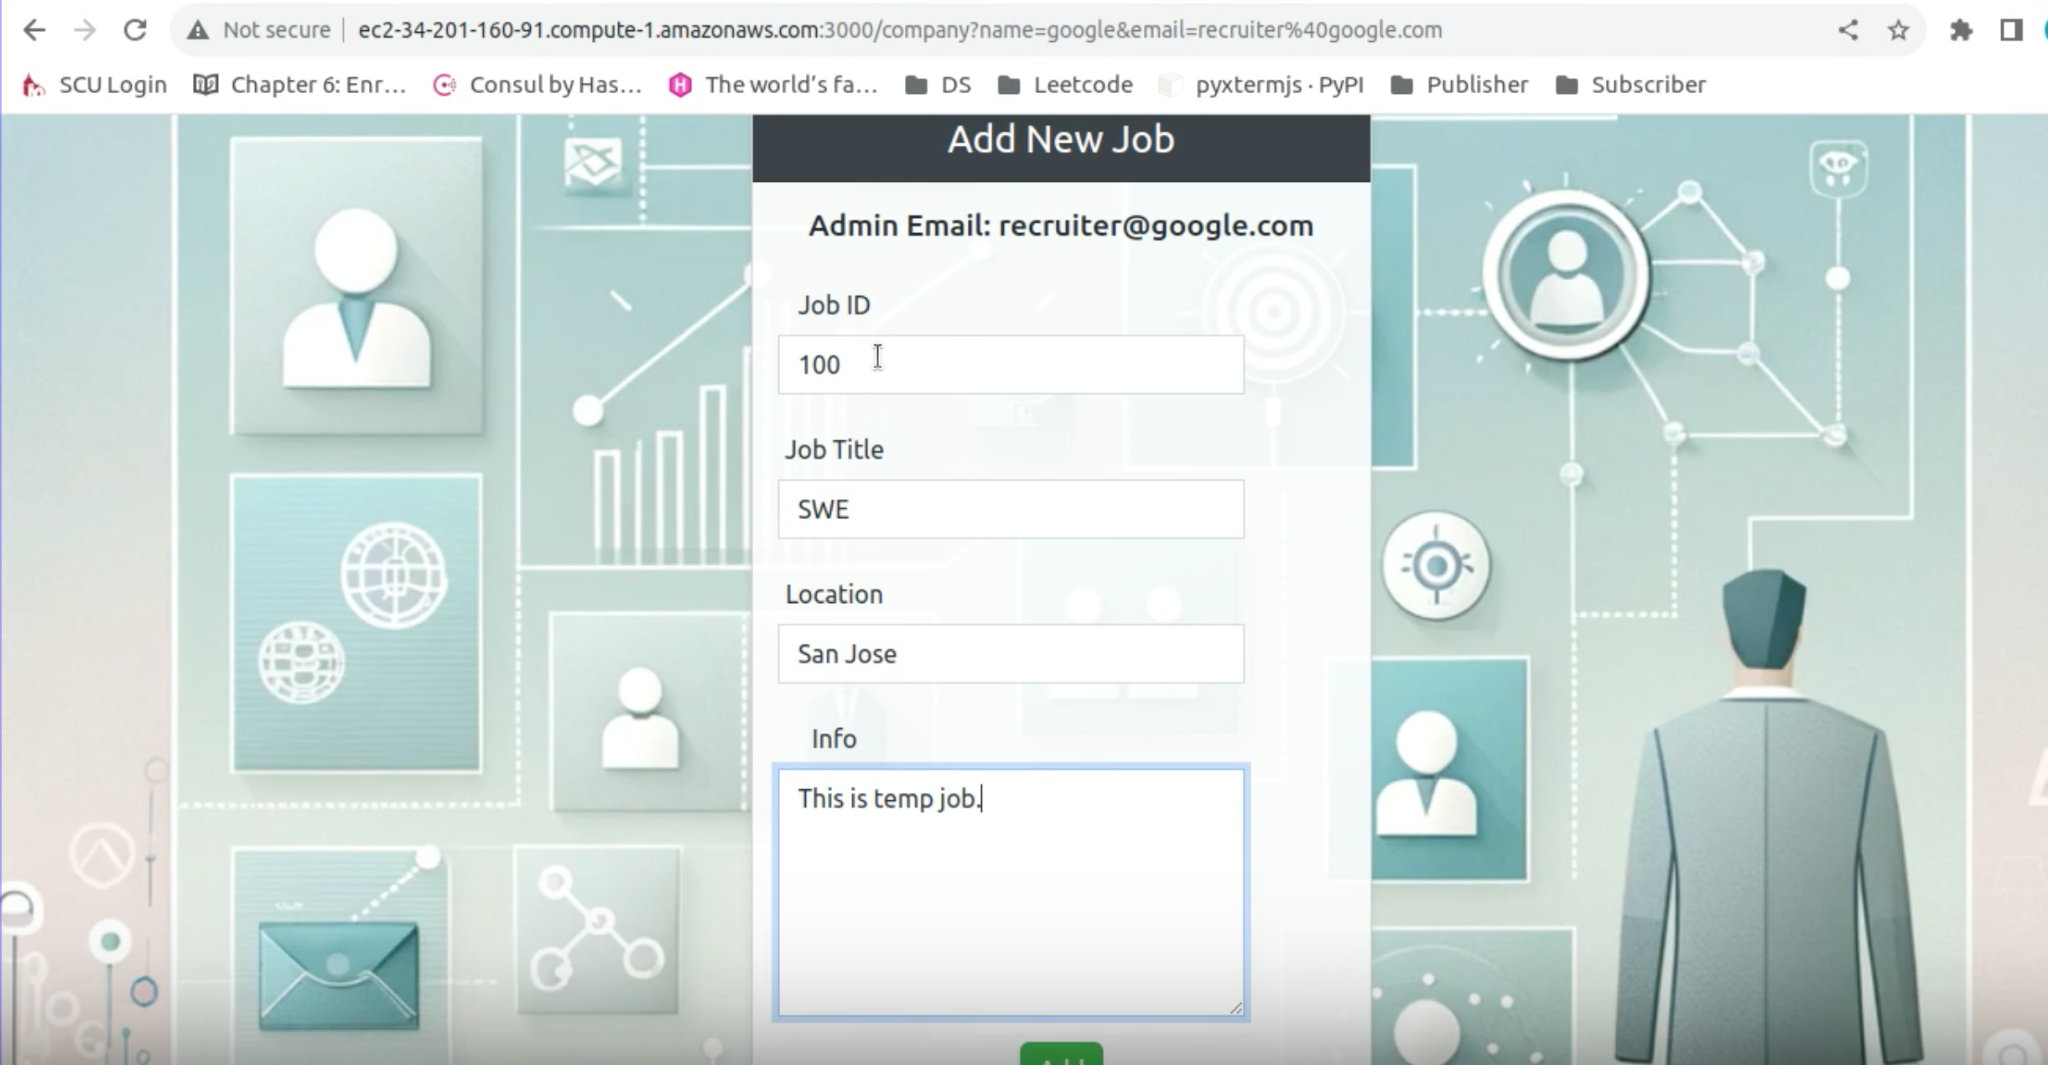 Not secure | ec2-34-201-160-91.compute-1.amazonaws.com:3000/company?name=google&email=recruiter%40google.com
SCU Login Chapter 6: Enr... Consul by Has... The world's fa... DS Leetcode pyxtermjs · PyPI Publisher Subscriber
Add New Job
Admin Email: recruiter@google.com
Job ID
100
Job Title
SWE
Location
San Jose
Info
This is temp job.